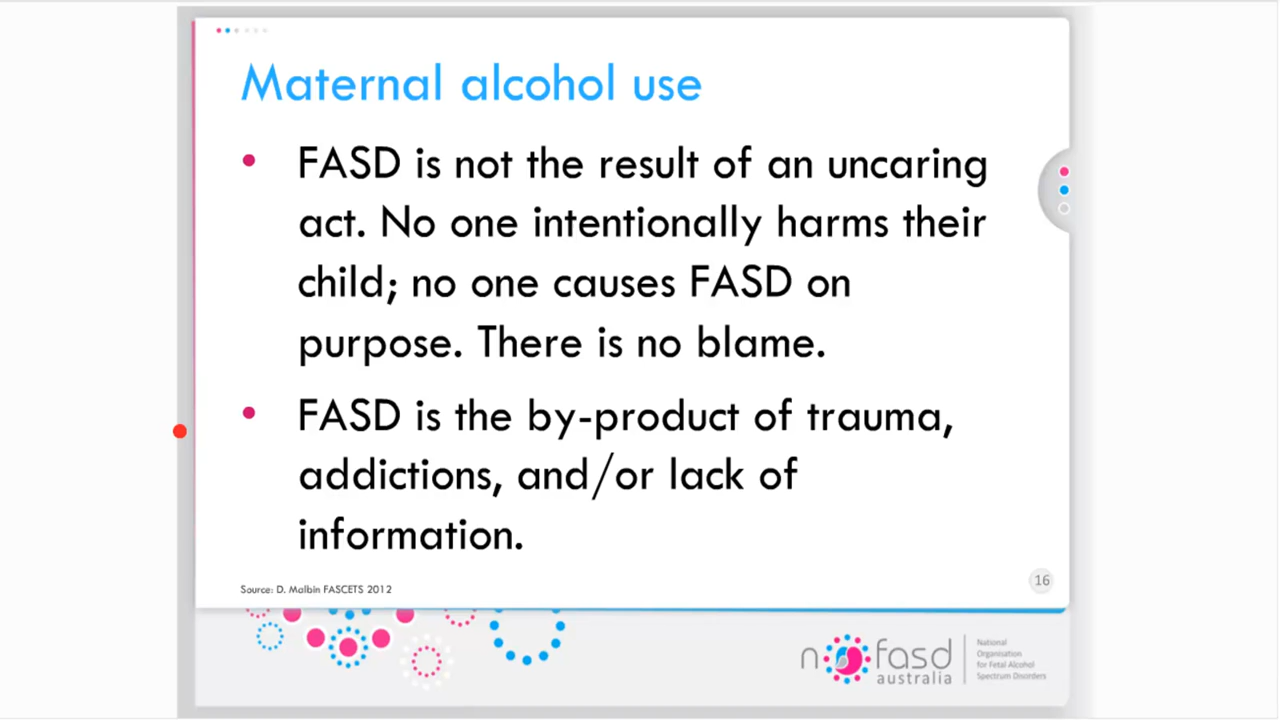 Maternal alcohol use
• FASD is not the result of an uncaring
act. No one intentionally harms their
child; no one causes FASD on
purpose. There is no blame.
• FASD is the by-product of trauma,
addictions, and/or lack of
information.
Source: D. Malbin FASCETS 2012
16
nofasd
australia
National
Organisation
for Fetal Alcohol
Spectrum Disorders